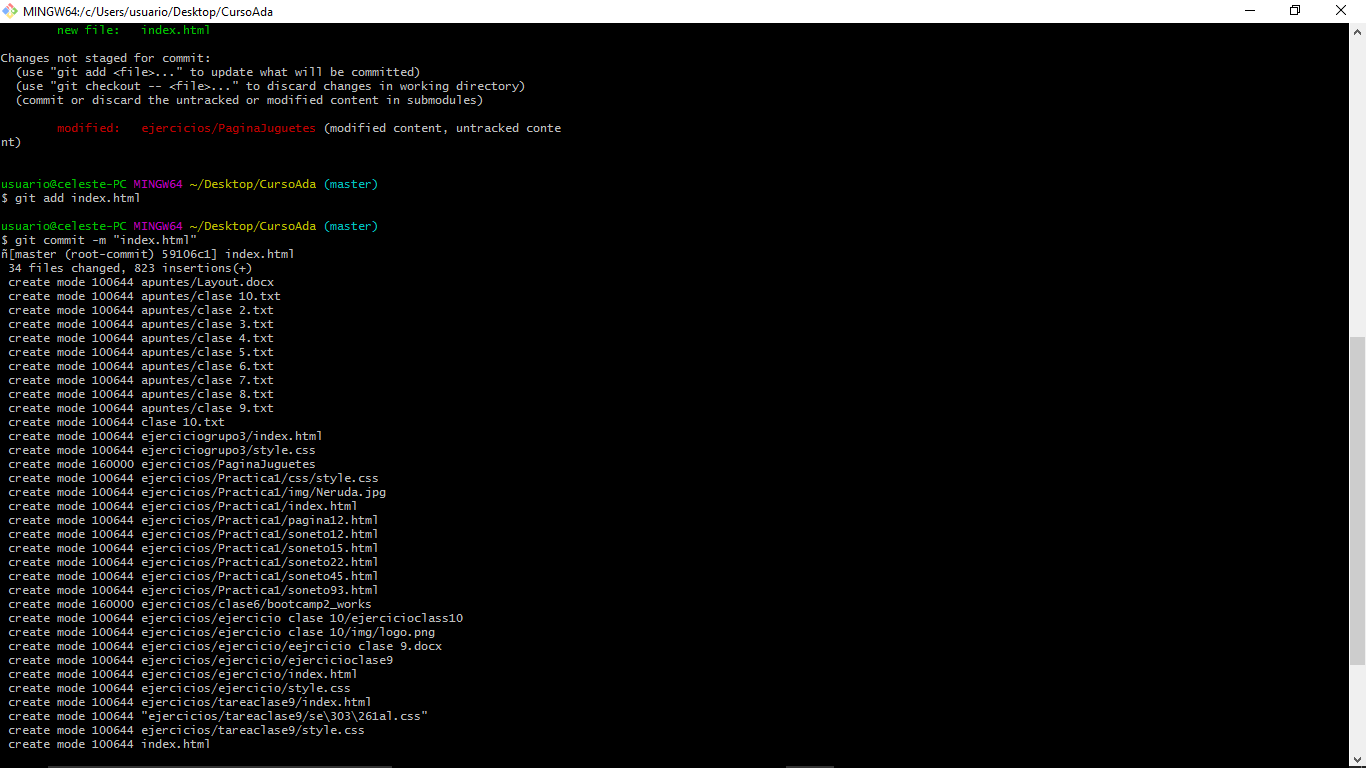 MINGW64:/c/Users/usuario/Desktop/CursoAda
new file:   index.html
Changes not staged for commit:
(use "git add <file>..." to update what will be committed)
(use "git checkout -- <file>..." to discard changes in working directory)
(commit or discard the untracked or modified content in submodules)
modified:   ejercicios/PaginaJuguetes (modified content, untracked conte
nt)
usuario@celeste-PC MINGW64 ~/Desktop/CursoAda (master)
$ git add index.html
usuario@celeste-PC MINGW64 ~/Desktop/CursoAda (master)
$ git commit -m "index.html"
ñ[master (root-commit) 59106c1] index.html
34 files changed, 823 insertions(+)
create mode 100644 apuntes/Layout.docx
create mode 100644 apuntes/clase 10.txt
create mode 100644 apuntes/clase 2.txt
create mode 100644 apuntes/clase 3.txt
create mode 100644 apuntes/clase 4.txt
create mode 100644 apuntes/clase 5.txt
create mode 100644 apuntes/clase 6.txt
create mode 100644 apuntes/clase 7.txt
create mode 100644 apuntes/clase 8.txt
create mode 100644 apuntes/clase 9.txt
create mode 100644 clase 10.txt
create mode 100644 ejerciciogrupo3/index.html
create mode 100644 ejerciciogrupo3/style.css
create mode 160000 ejercicios/PaginaJuguetes
create mode 100644 ejercicios/Practica1/css/style.css
create mode 100644 ejercicios/Practica1/img/Neruda.jpg
create mode 100644 ejercicios/Practica1/index.html
create mode 100644 ejercicios/Practica1/pagina12.html
create mode 100644 ejercicios/Practica1/soneto12.html
create mode 100644 ejercicios/Practica1/soneto15.html
create mode 100644 ejercicios/Practica1/soneto22.html
create mode 100644 ejercicios/Practica1/soneto45.html
create mode 100644 ejercicios/Practica1/soneto93.html
create mode 160000 ejercicios/clase6/bootcamp2_works
create mode 100644 ejercicios/ejercicio clase 10/ejercicioclass10
create mode 100644 ejercicios/ejercicio clase 10/img/logo.png
create mode 100644 ejercicios/ejercicio/eejrcicio clase 9.docx
create mode 100644 ejercicios/ejercicio/ejercicioclase9
create mode 100644 ejercicios/ejercicio/index.html
create mode 100644 ejercicios/ejercicio/style.css
create mode 100644 ejercicios/tareaclase9/index.html
create mode 100644 "ejercicios/tareaclase9/se\303\261al.css"
create mode 100644 ejercicios/tareaclase9/style.css
create mode 100644 index.html